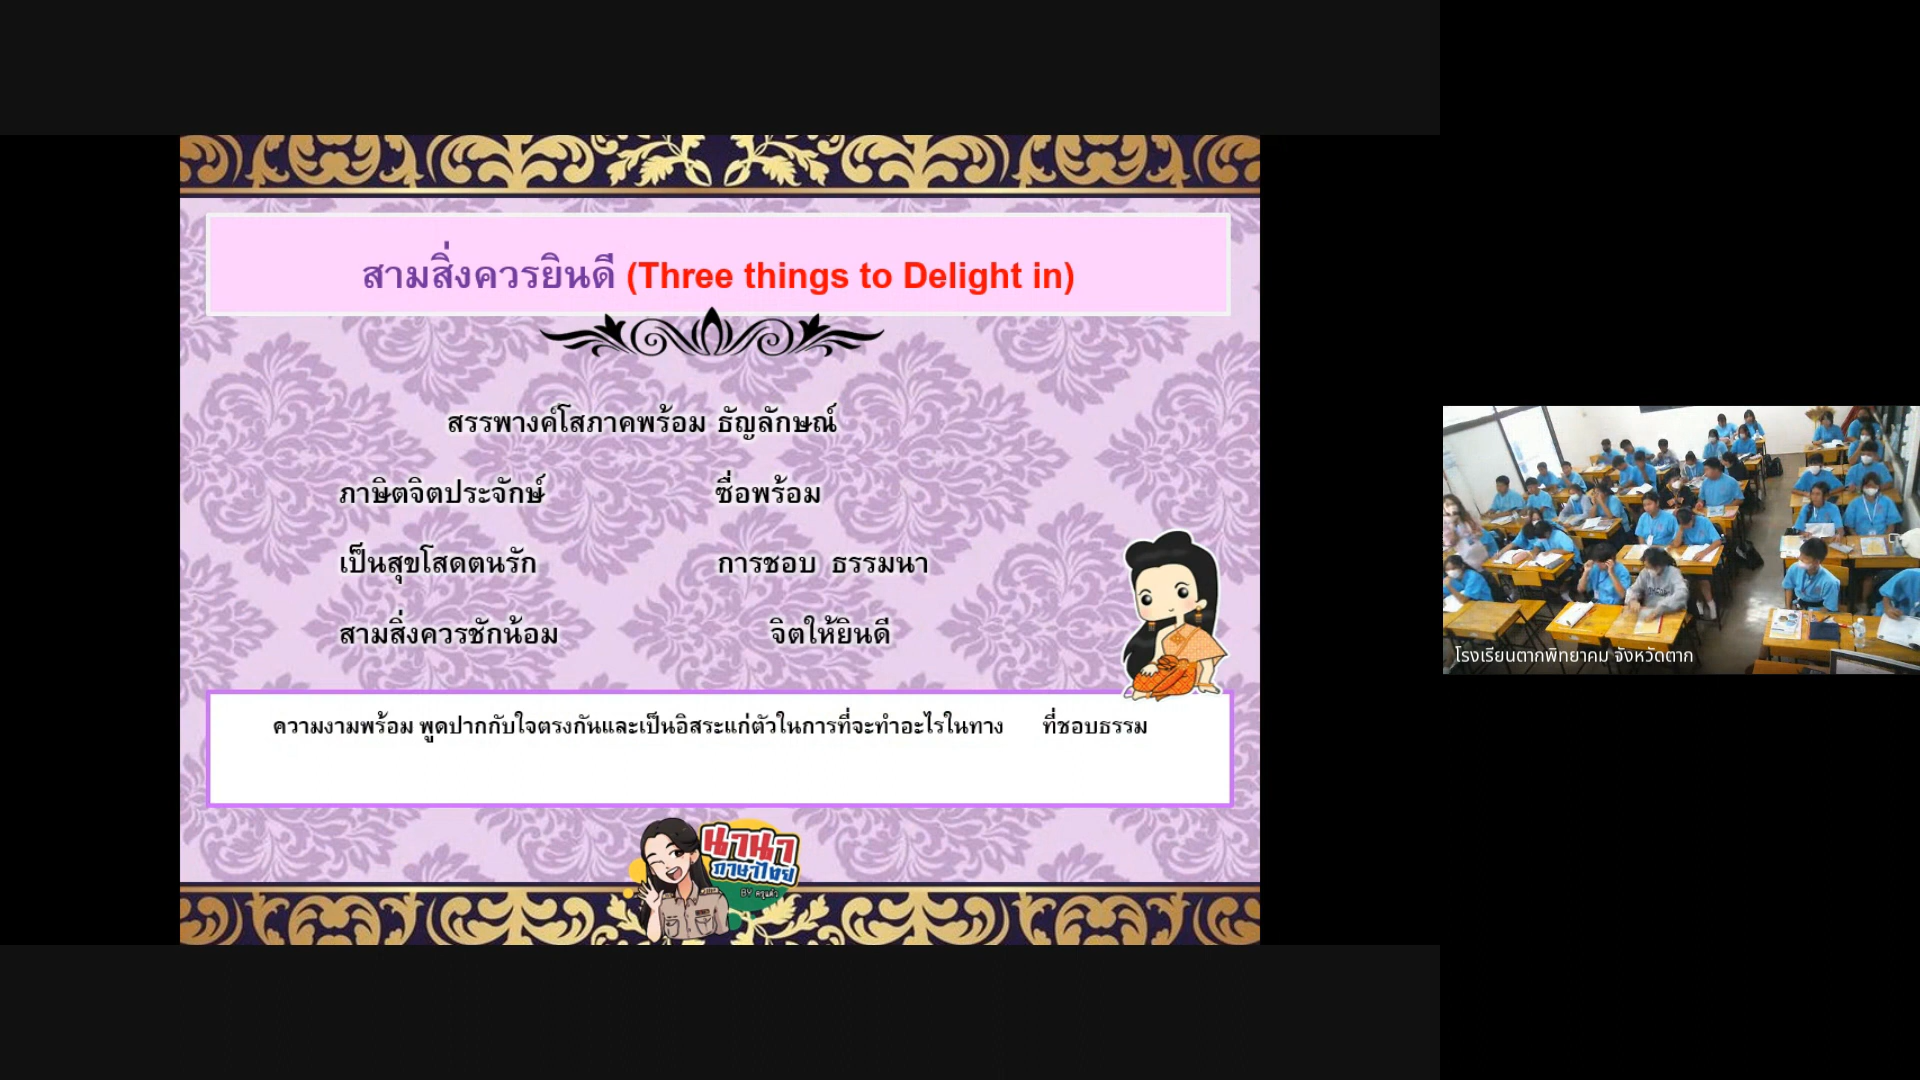 สามสิ่งควรยินดี (Three things to Delight in)
สรรพางค์โสภาคพร้อม ธัญลักษณ์
ภาษิตจิตประจักษ์ ซื่อพร้อม
เป็นสุขโสดตนรัก การชอบ ธรรมนา
สามสิ่งควรชักน้อม จิตให้ยินดี
ความงามพร้อม พูดปากกับใจตรงกันและเป็นอิสระแก่ตัวในการที่จะทำอะไรในทาง ที่ชอบธรรม
นานา
ภาษาไทย
โรงเรียนตากพิทยาคม จังหวัดตาก